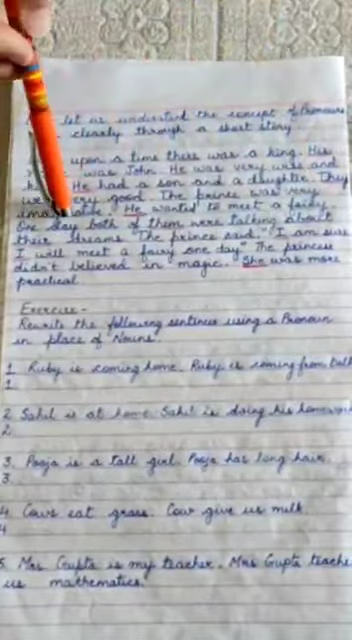 let us understand the concept of Pronouns
clearly through a short story.
upon a time there was a king. His
was John. He was very wise and
He had a son and a daughter. They
very good. The prince was very
He wanted to meet a fairy.
One day both of them were talking about
their dreams. The prince said "I am sure
I will meet a fairy one day" The princess
didn't believed in magic. She was more
practical
Exercise -
Rewrite the following sentences using a Pronoun
in place of Nouns.
1 Ruby is coming home. Ruby is coming from
1
2 Sahil is at home. Sahil is doing his homework
2.
3. Pooja is a tall girl. Pooja has long hair.
3.
4. Cows eat grass. Cow give us milk
4
5. Mrs Gupta is my teacher. Mrs Gupta teache
us mathematics.